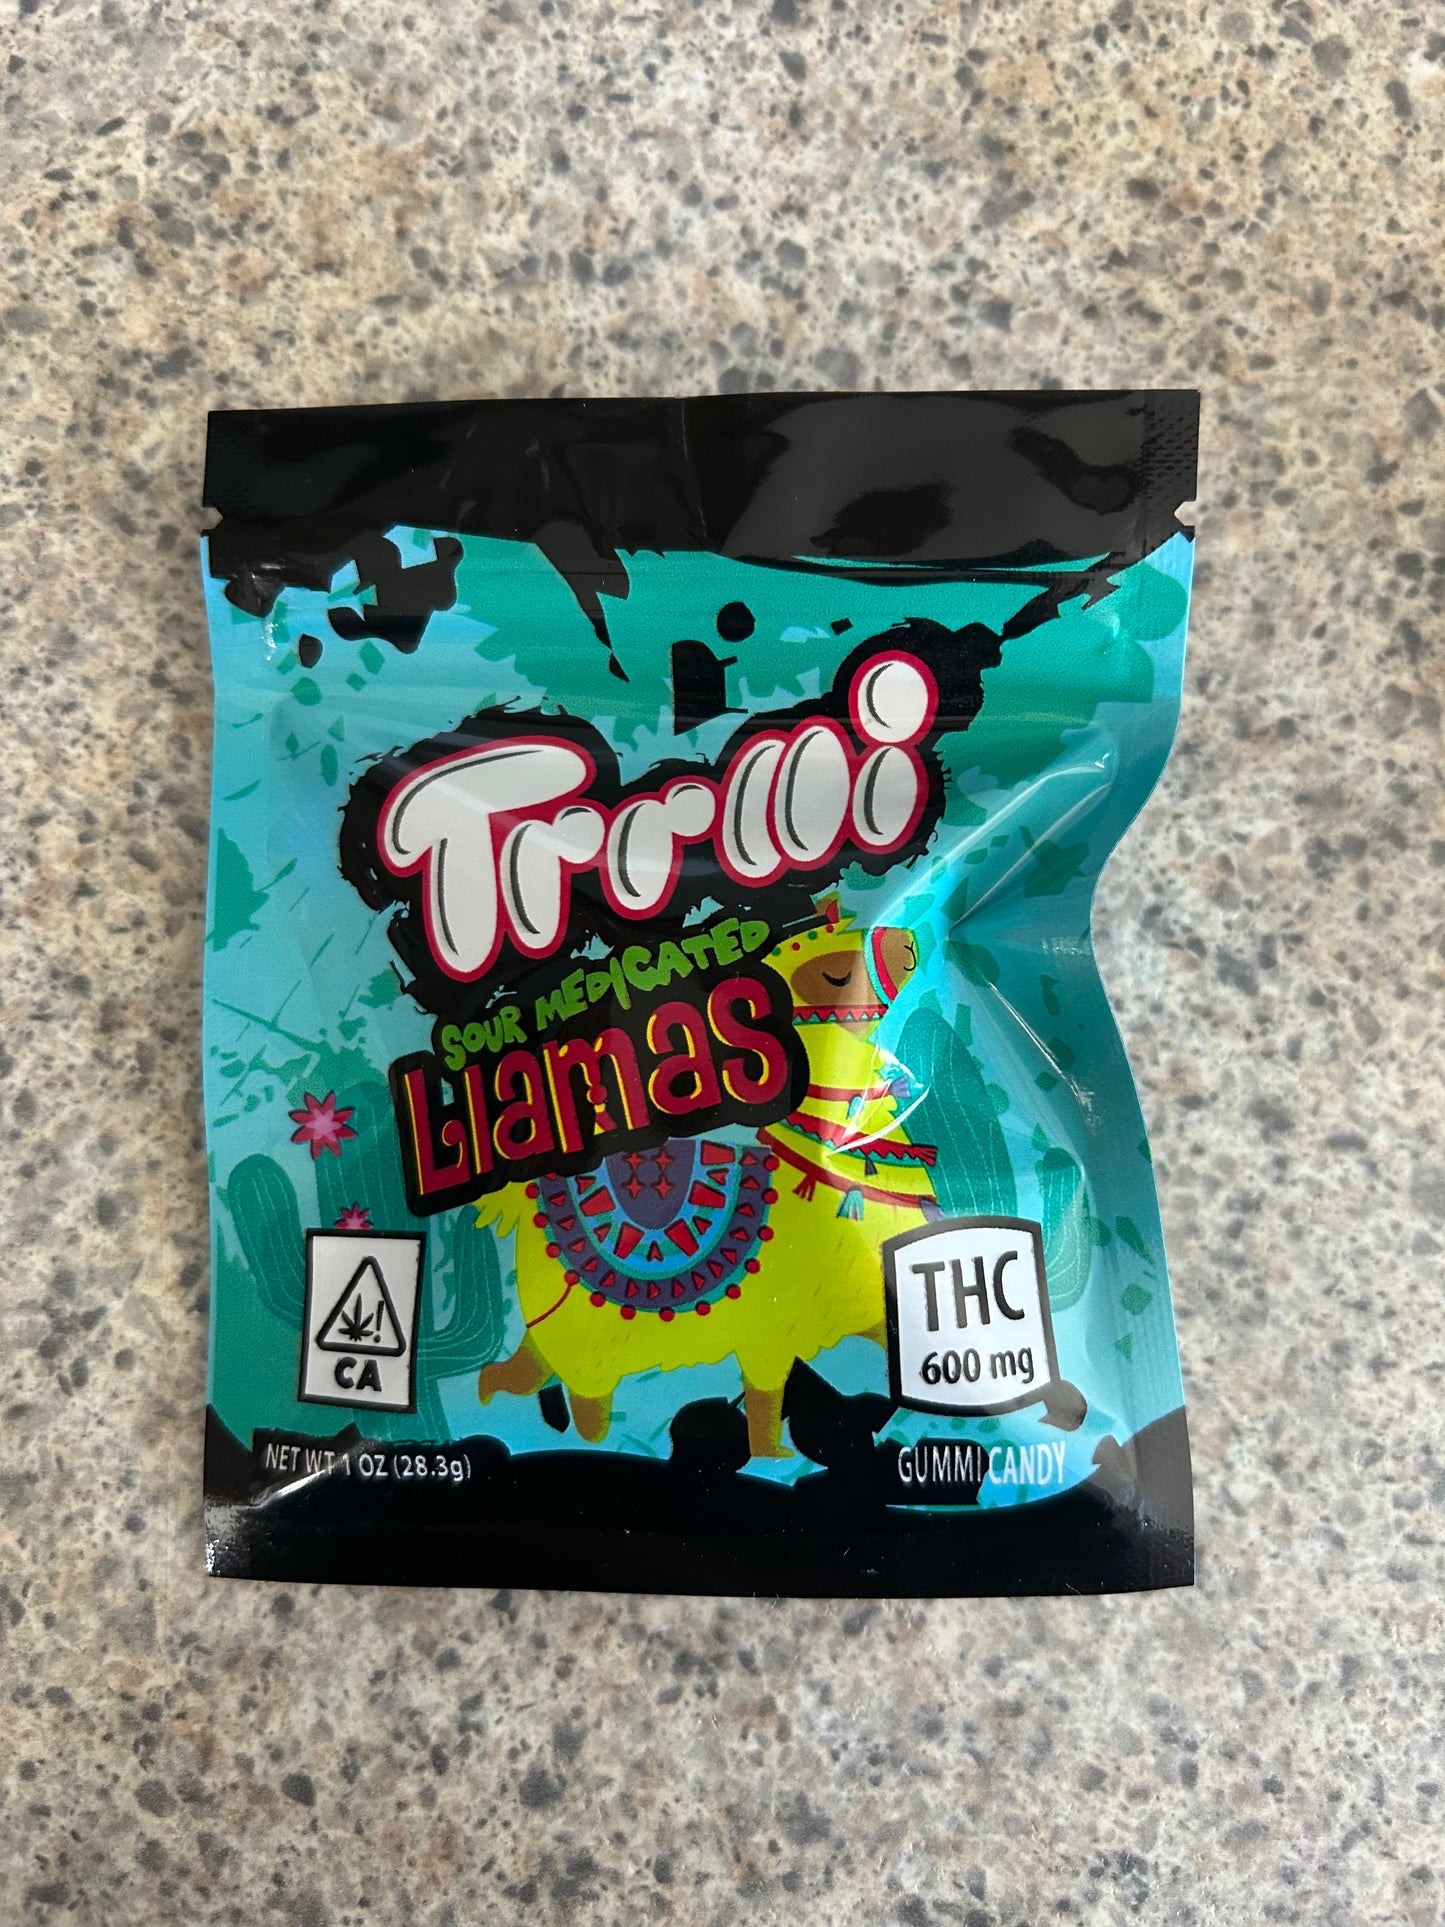 Trrlli
SOUR MEDICATED
Llamas
CA
THC
600 mg
NET WT 1 OZ (28.3g)
GUMMI CANDY